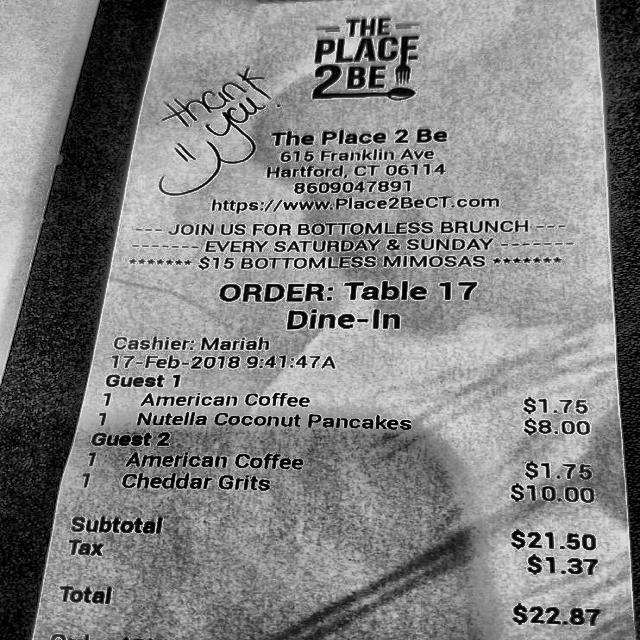 THE
PLACE
2 BE
thank
you!
The Place 2 Be
615 Franklin Ave
Hartford, CT 06114
8609047891
https://www.Place2BeCT.com
--- JOIN US FOR BOTTOMLESS BRUNCH ---
------- EVERY SATURDAY & SUNDAY -------
******* $15 BOTTOMLESS MIMOSAS *******
ORDER: Table 17
Dine-In
Cashier: Mariah
17-Feb-2018 9:41:47A
Guest 1
1 American Coffee $1.75
1 Nutella Coconut Pancakes $8.00
Guest 2
1 American Coffee $1.75
1 Cheddar Grits $10.00
Subtotal $21.50
Tax $1.37
Total $22.87